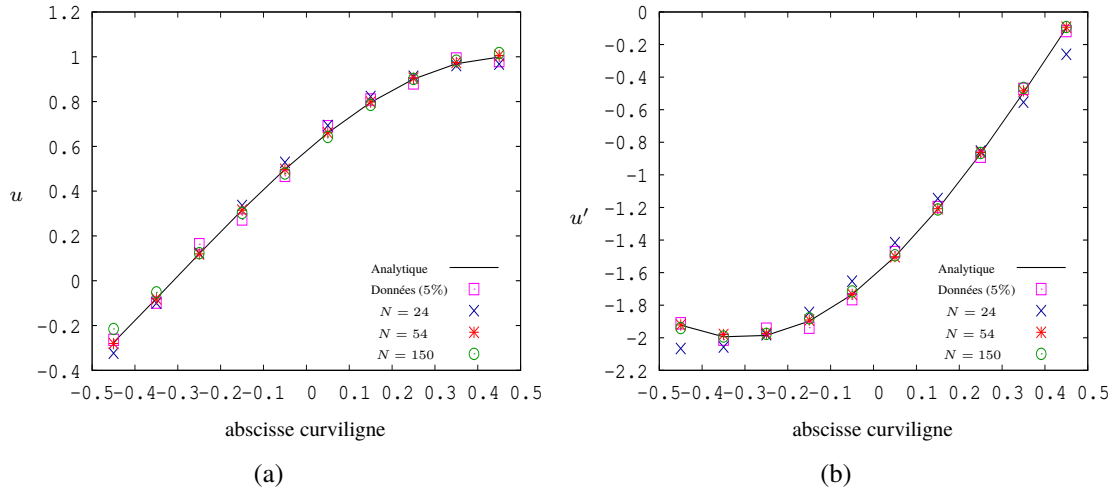 1.2
1
0.8
0.6
0.4
0.2
0
-0.2
-0.4
u
Analytique
Données (5%)
N = 24
N = 54
N = 150
-0.5-0.4-0.3-0.2-0.1 0 0.1 0.2 0.3 0.4 0.5
abscisse curviligne
(a)
0
-0.2
-0.4
-0.6
-0.8
-1
-1.2
-1.4
-1.6
-1.8
-2
-2.2
u′
Analytique
Données (5%)
N = 24
N = 54
N = 150
-0.5-0.4-0.3-0.2-0.1 0 0.1 0.2 0.3 0.4 0.5
abscisse curviligne
(b)